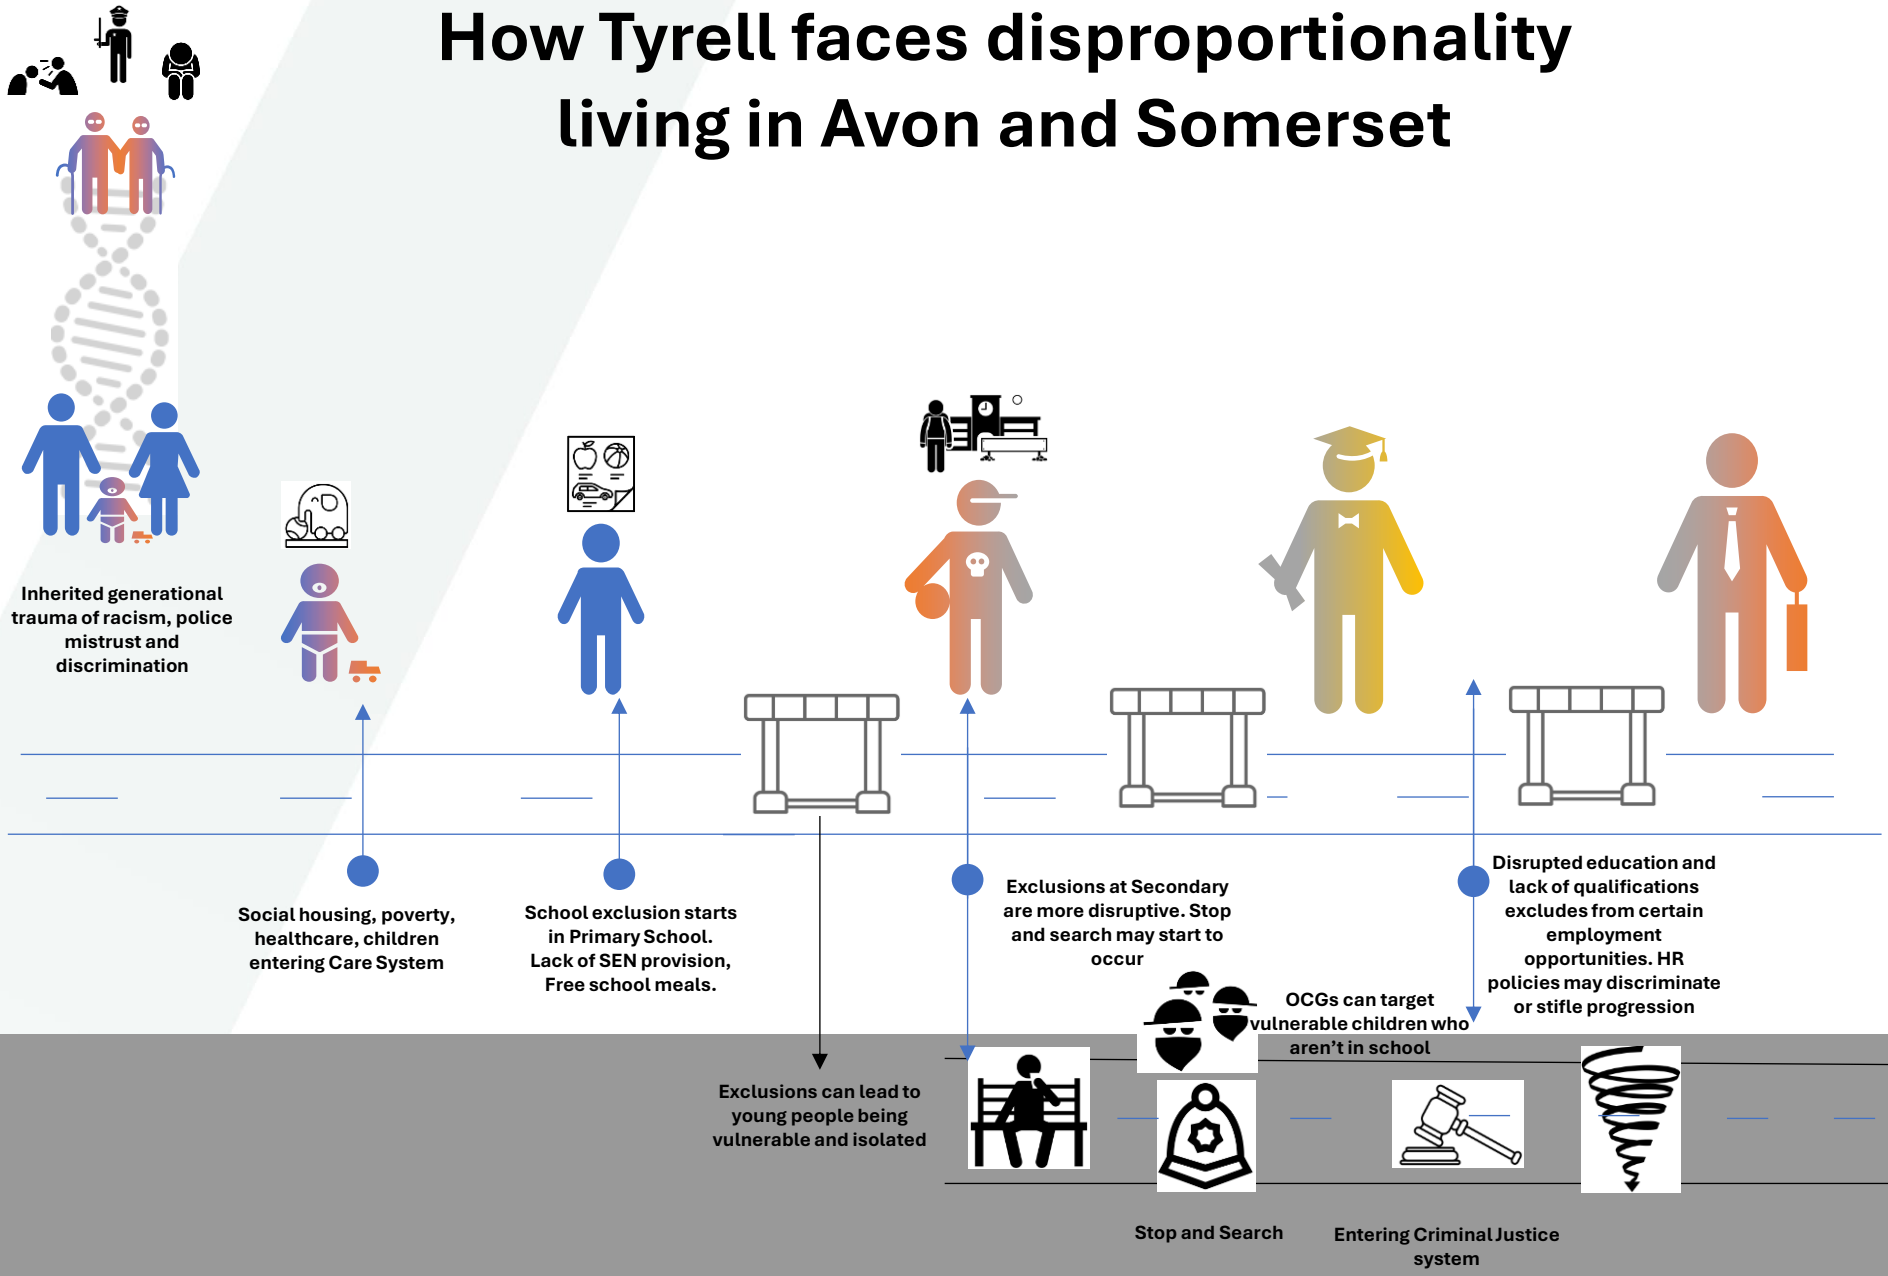 How Tyrell faces disproportionality
living in Avon and Somerset
Inherited generational
trauma of racism, police
mistrust and
discrimination
Social housing, poverty,
healthcare, children
entering Care System
School exclusion starts
in Primary School.
Lack of SEN provision,
Free school meals.
Exclusions can lead to
young people being
vulnerable and isolated
Exclusions at Secondary
are more disruptive. Stop
and search may start to
occur
OCGs can target
vulnerable children who
aren't in school
Disrupted education and
lack of qualifications
excludes from certain
employment
opportunities. HR
policies may discriminate
or stifle progression
Stop and Search
Entering Criminal Justice
system